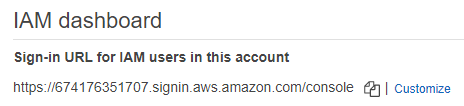 IAM dashboard
Sign-in URL for IAM users in this account
https://674176351707.signin.aws.amazon.com/console | Customize